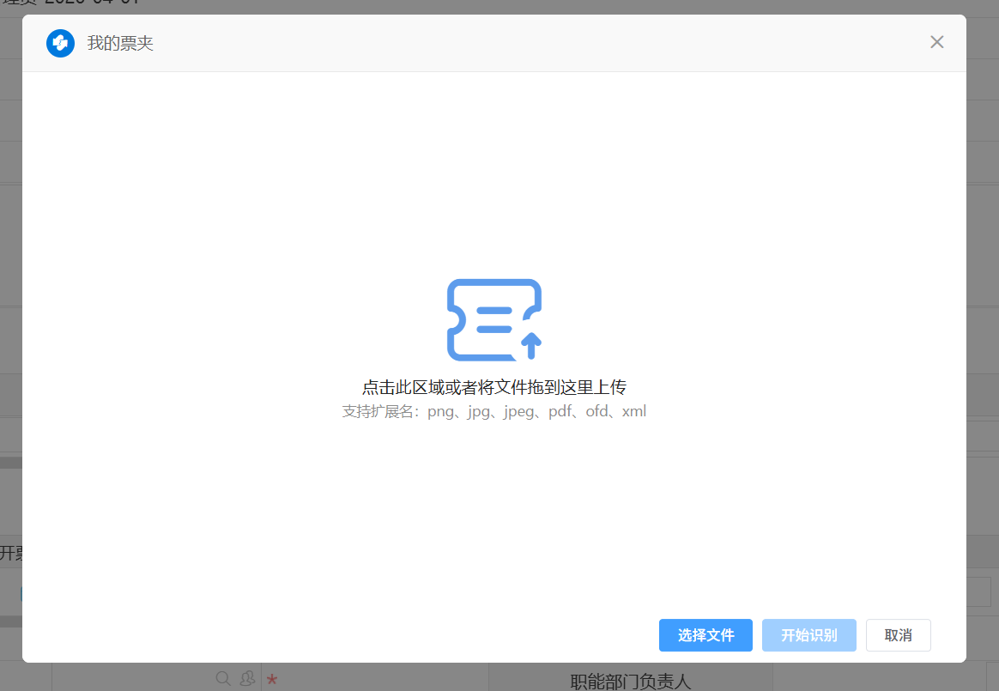 我的票夹
点击此区域或者将文件拖到这里上传
支持扩展名：png、jpg、jpeg、pdf、ofd、xml
开票
选择文件
开始识别
取消
*
职能部门负责人